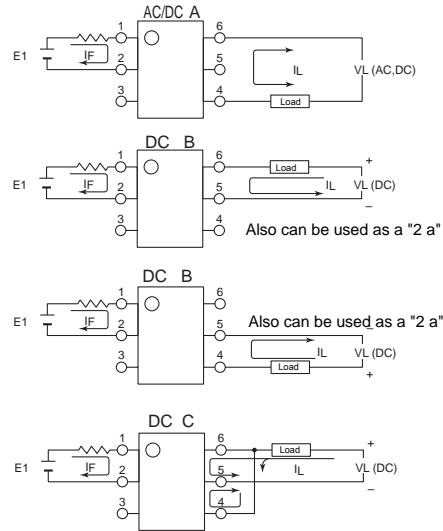 AC/DC A
1 6
E1 IF 2 5 IL VL (AC,DC)
3 4 Load
DC B
1 6 Load +
E1 IF 2 5 IL VL (DC)
–
3 4 Also can be used as a "2 a"
DC B
1 6
E1 IF 2 5 Also can be used as a "2 a"
–
3 4 IL Load VL (DC)
+
DC C
1 6 Load +
E1 IF 2 5 IL VL (DC)
–
3 4